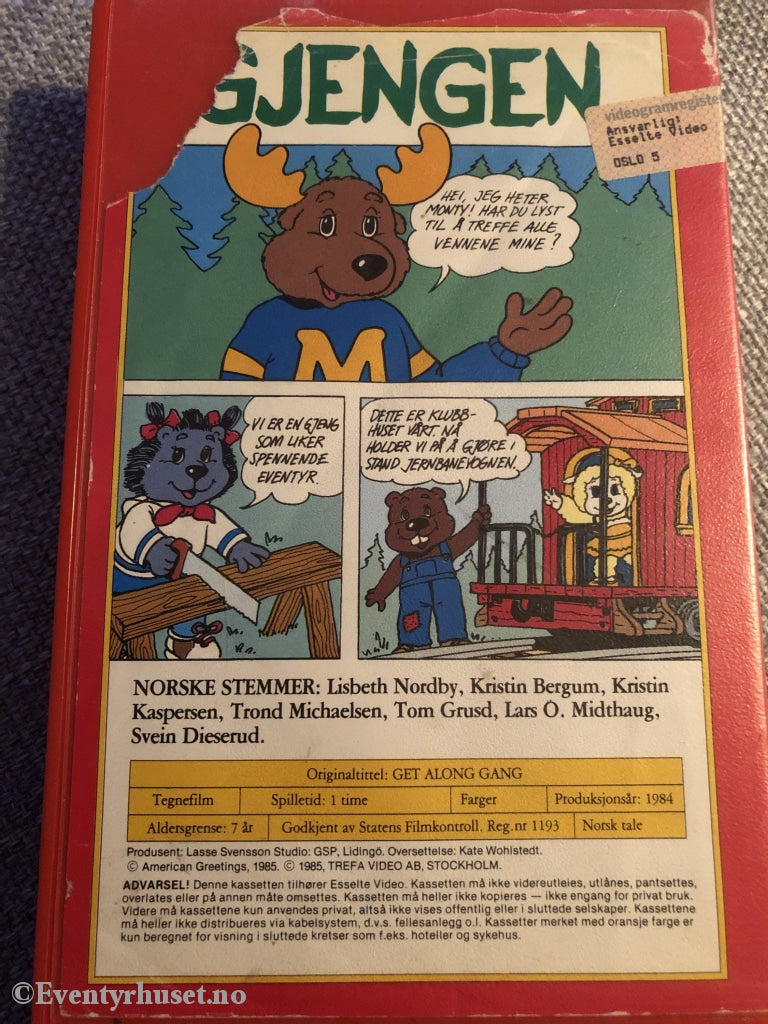 GJENGEN
videogramregiste
Ansvarlig:
Esselte Video
OSLO 5
HEI, JEG HETER
MONTY! HAR DU LYST
TIL Å TREFFE ALLE
VENNENE MINE?
M
VI ER EN GJENG
SOM LIKER
SPENNENDE
EVENTYR.
DETTE ER KLUBB-
HUSET VÅRT. NÅ
HOLDER VI PÅ Å GJØRE I
STAND JERNBANEVOGNEN.
NORSKE STEMMER: Lisbeth Nordby, Kristin Bergum, Kristin
Kaspersen, Trond Michaelsen, Tom Grusd, Lars O. Midthaug,
Svein Dieserud.
Originaltittel: GET ALONG GANG
Tegnefilm Spilletid: 1 time Farger Produksjonsår: 1984
Aldersgrense: 7 år Godkjent av Statens Filmkontroll. Reg.nr 1193 Norsk tale
Produsent: Lasse Svensson Studio: GSP, Lidingö. Oversettelse: Kate Wohlstedt.
© American Greetings, 1985. © 1985, TREFA VIDEO AB, STOCKHOLM.
ADVARSEL! Denne kassetten tilhører Esselte Video. Kassetten må ikke videreutleies, utlånes, pantsettes,
overlates eller på annen måte omsettes. Kassetten må heller ikke kopieres — ikke engang for privat bruk.
Videre må kassettene kun anvendes privat, altså ikke vises offentlig eller i sluttede selskaper. Kassettene
må heller ikke distribueres via kabelsystem, d.v.s. fellesanlegg o.l. Kassetter merket med oransje farge er
kun beregnet for visning i sluttede kretser som f.eks. hoteller og sykehus.
©Eventyrhuset.no